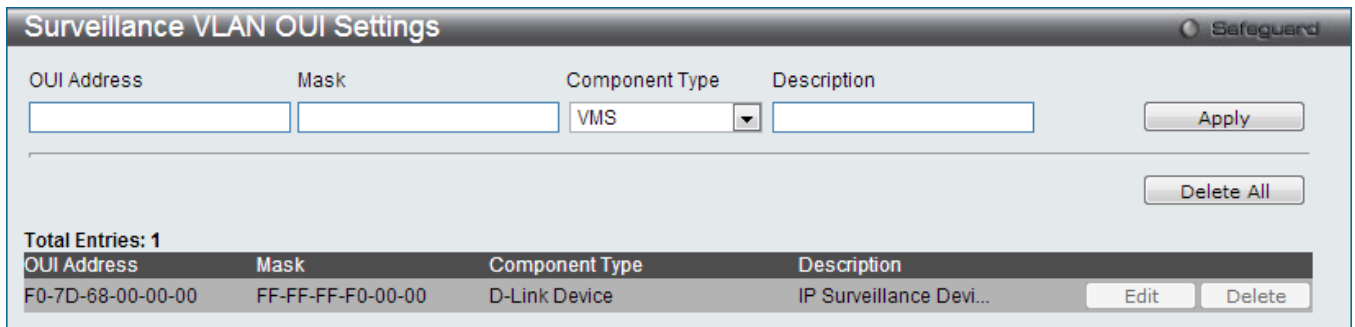 Surveillance VLAN OUI Settings
Safeguard
OUI Address Mask Component Type Description
VMS Apply
Delete All
Total Entries: 1
OUI Address Mask Component Type Description
F0-7D-68-00-00-00 FF-FF-FF-F0-00-00 D-Link Device IP Surveillance Devi... Edit Delete